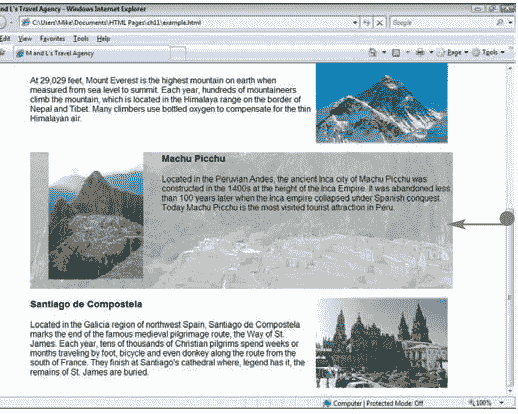 M and L's Travel Agency - Windows Internet Explorer
C:\Users\Mike\Documents\HTML Pages\ch11\example.html
Google
Edit View Favorites Tools Help
M and L's Travel Agency
Page Tools
At 29,029 feet, Mount Everest is the highest mountain on earth when
measured from sea level to summit. Each year, hundreds of mountaineers
climb the mountain, which is located in the Himalaya range on the border of
Nepal and Tibet. Many climbers use bottled oxygen to compensate for the thin
Himalayan air.
Machu Picchu
Located in the Peruvian Andes, the ancient Inca city of Machu Picchu was
constructed in the 1400s at the height of the Inca Empire. It was abandoned less
than 100 years later when the Inca empire collapsed under Spanish conquest.
Today Machu Picchu is the most visited tourist attraction in Peru.
Santiago de Compostela
Located in the Galicia region of northwest Spain, Santiago de Compostela
marks the end of the famous medieval pilgrimage route, the Way of St.
James. Each year, tens of thousands of Christian pilgrims spend weeks or
months traveling by foot, bicycle and even donkey along the route from the
south of France. They finish at Santiago's cathedral where, legend has it, the
remains of St. James are buried.
Computer | Protected Mode: Off 100%